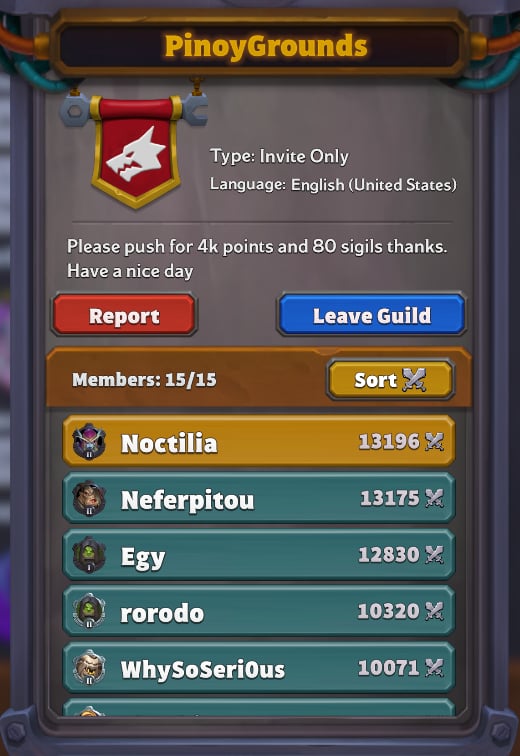 PinoyGrounds
Type: Invite Only
Language: English (United States)
Please push for 4k points and 80 sigils thanks.
Have a nice day
Report
Leave Guild
Members: 15/15
Sort
Noctilia 13196
Neferpitou 13175
Egy 12830
rorodo 10320
WhySoSeri0us 10071